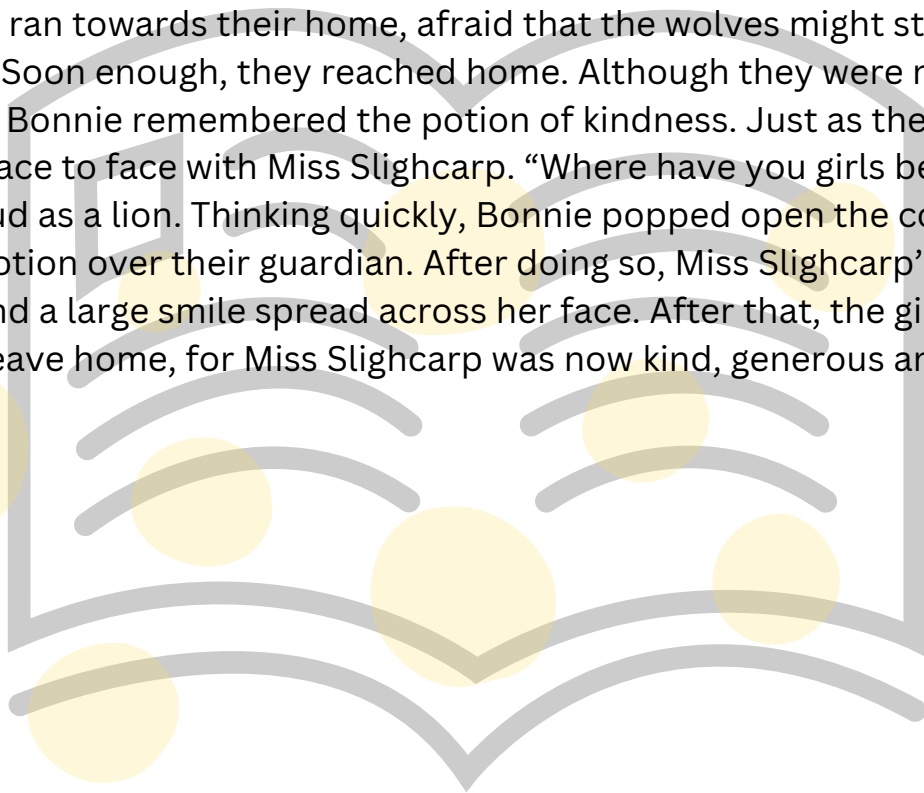 ran towards their home, afraid that the wolves might st
Soon enough, they reached home. Although they were
Bonnie remembered the potion of kindness. Just as the
ace to face with Miss Slighcarp. “Where have you girls be
ud as a lion. Thinking quickly, Bonnie popped open the co
otion over their guardian. After doing so, Miss Slighcarp’
nd a large smile spread across her face. After that, the gi
eave home, for Miss Slighcarp was now kind, generous an